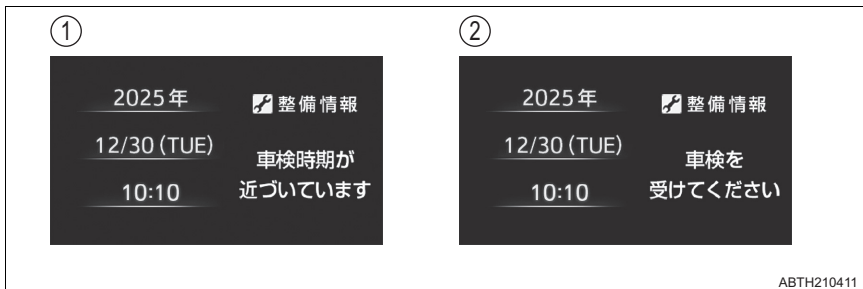 ①
2025年
12/30 (TUE)
10:10
整備情報
車検時期が
近づいています
②
2025年
12/30 (TUE)
10:10
整備情報
車検を
受けてください
ABTH210411